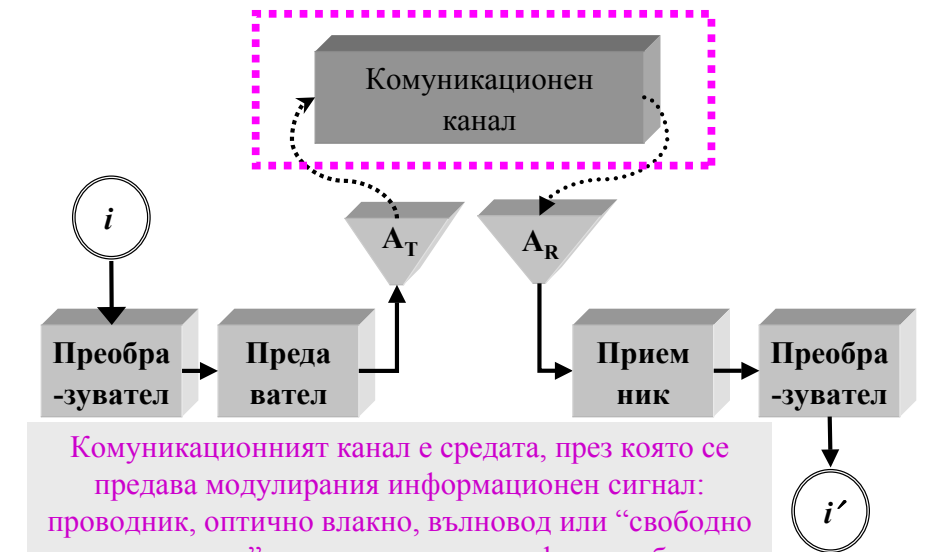 Комуникационен
канал
i
A_T
A_R
Преобра
-зувател
Преда
вател
Прием
ник
Преобра
-зувател
Комуникационният канал е средата, през която се
предава модулирания информационен сигнал:
проводник, оптично влакно, вълновод или “свободно
i′